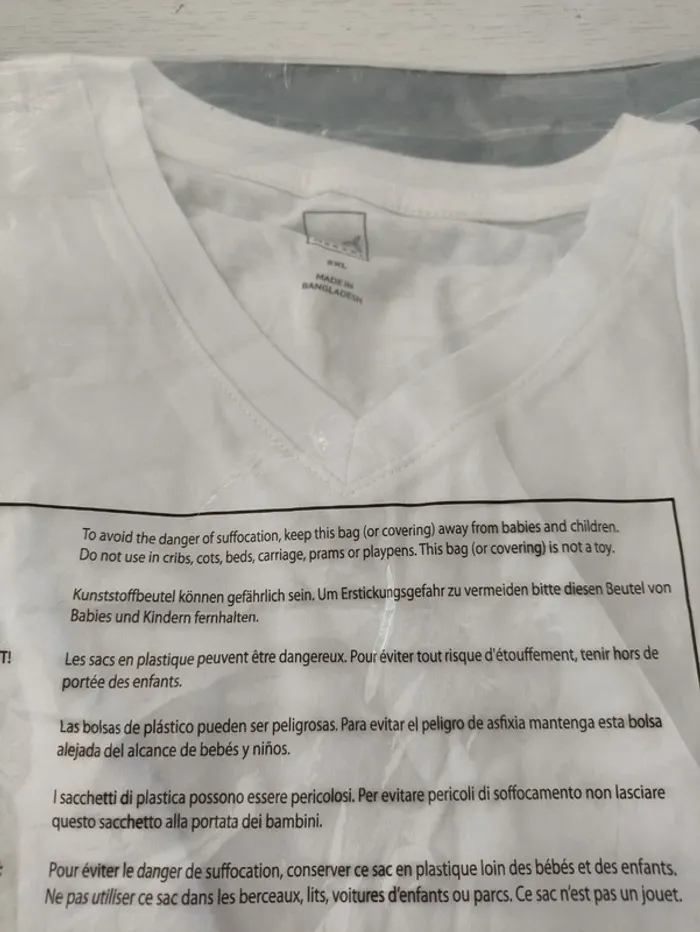 XXL
MADE IN
BANGLADESH
To avoid the danger of suffocation, keep this bag (or covering) away from babies and children.
Do not use in cribs, cots, beds, carriage, prams or playpens. This bag (or covering) is not a toy.
Kunststoffbeutel können gefährlich sein. Um Erstickungsgefahr zu vermeiden bitte diesen Beutel von
Babies und Kindern fernhalten.
T!
Les sacs en plastique peuvent être dangereux. Pour éviter tout risque d'étouffement, tenir hors de
portée des enfants.
Las bolsas de plástico pueden ser peligrosas. Para evitar el peligro de asfixia mantenga esta bolsa
alejada del alcance de bebés y niños.
I sacchetti di plastica possono essere pericolosi. Per evitare pericoli di soffocamento non lasciare
questo sacchetto alla portata dei bambini.
Pour éviter le danger de suffocation, conserver ce sac en plastique loin des bébés et des enfants.
Ne pas utiliser ce sac dans les berceaux, lits, voitures d'enfants ou parcs. Ce sac n'est pas un jouet.